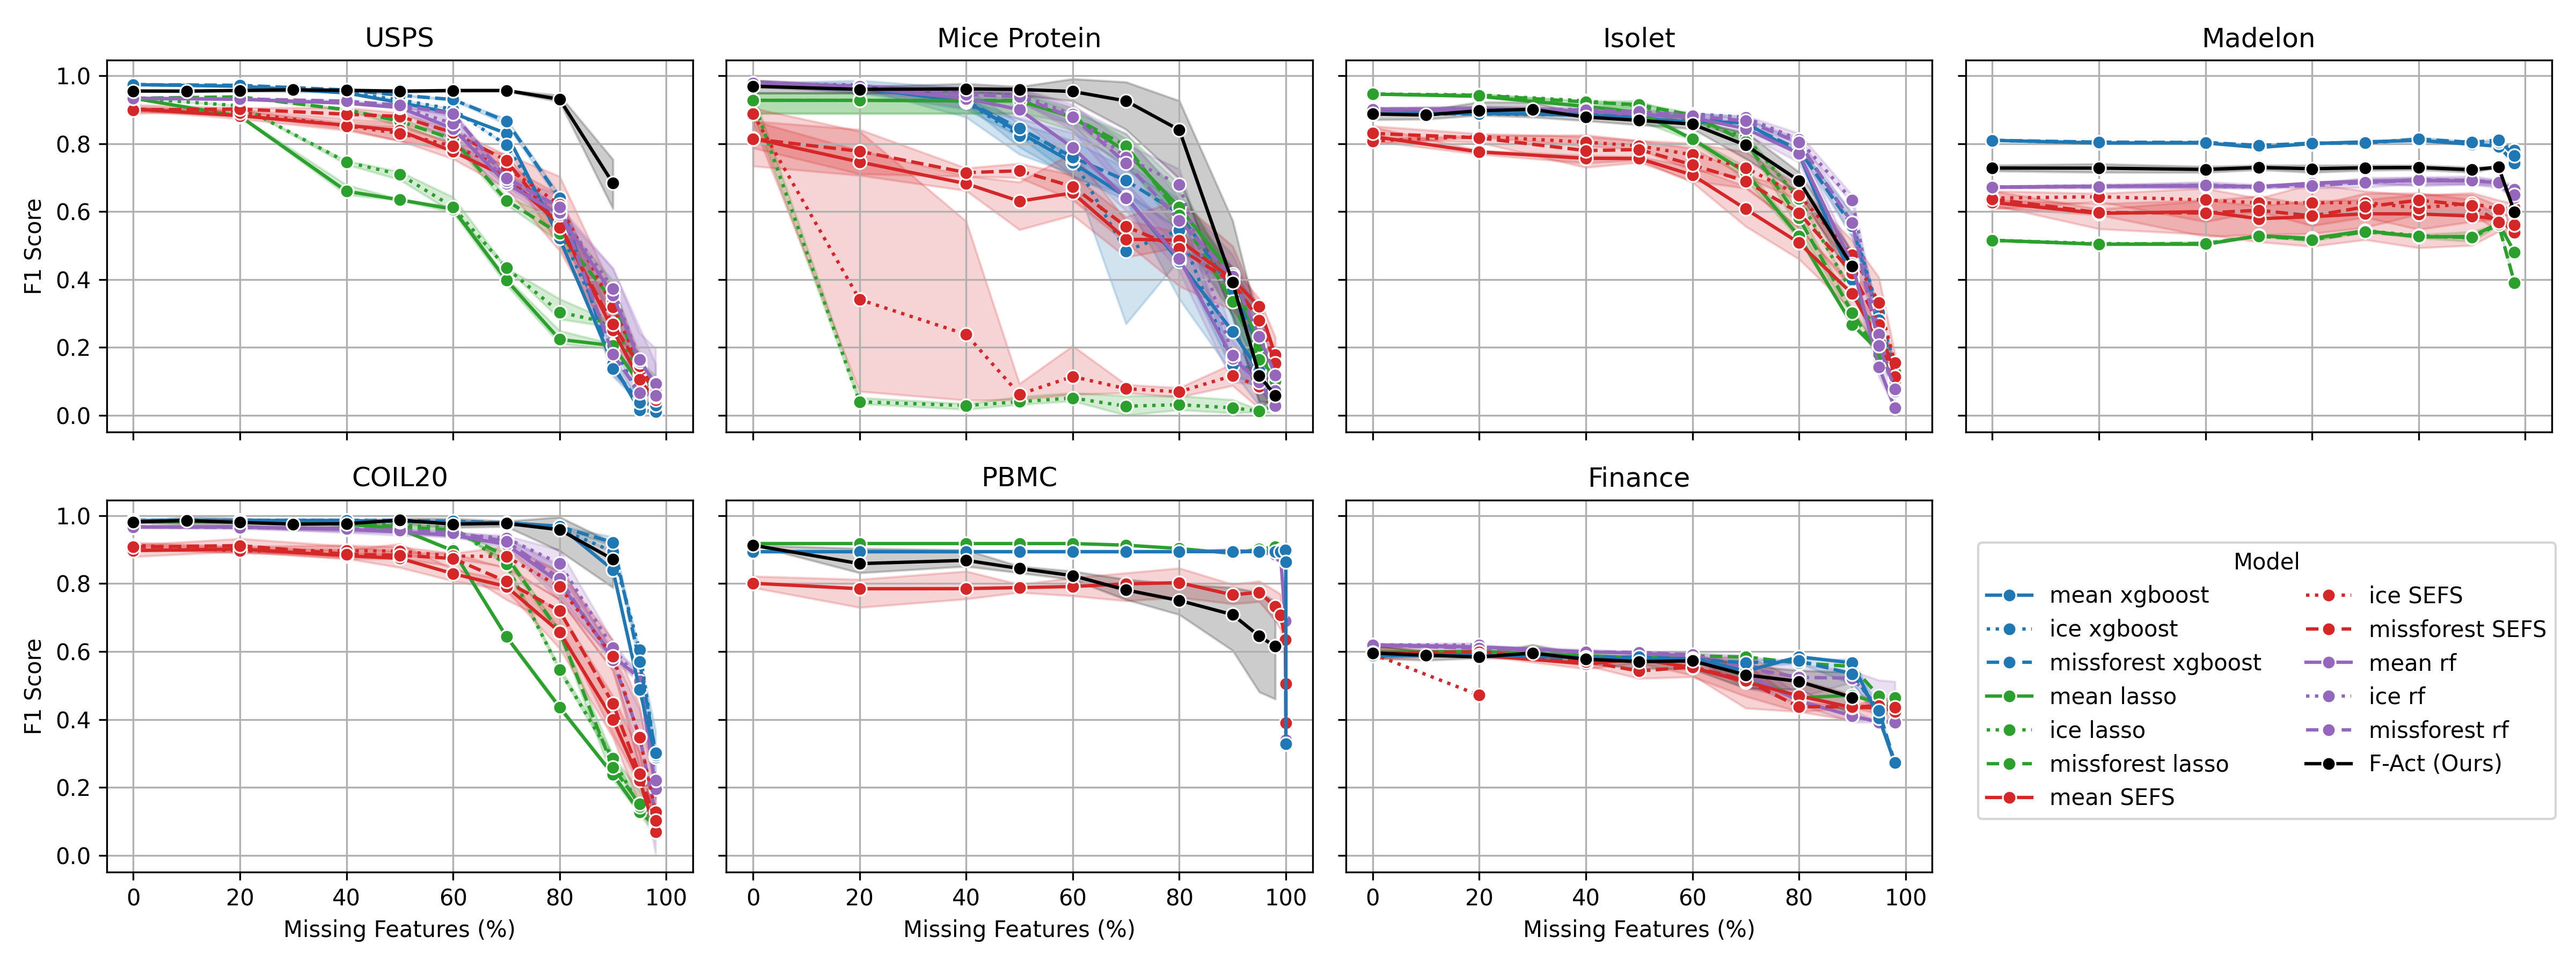 USPS
Mice Protein
Isolet
Madelon
F1 Score
1.0
0.8
0.6
0.4
0.2
0.0
COIL20
PBMC
Finance
F1 Score
1.0
0.8
0.6
0.4
0.2
0.0
0 20 40 60 80 100
Missing Features (%)
0 20 40 60 80 100
Missing Features (%)
0 20 40 60 80 100
Missing Features (%)
Model
mean xgboost
ice xgboost
missforest xgboost
mean lasso
ice lasso
missforest lasso
mean SEFS
ice SEFS
missforest SEFS
mean rf
ice rf
missforest rf
F-Act (Ours)